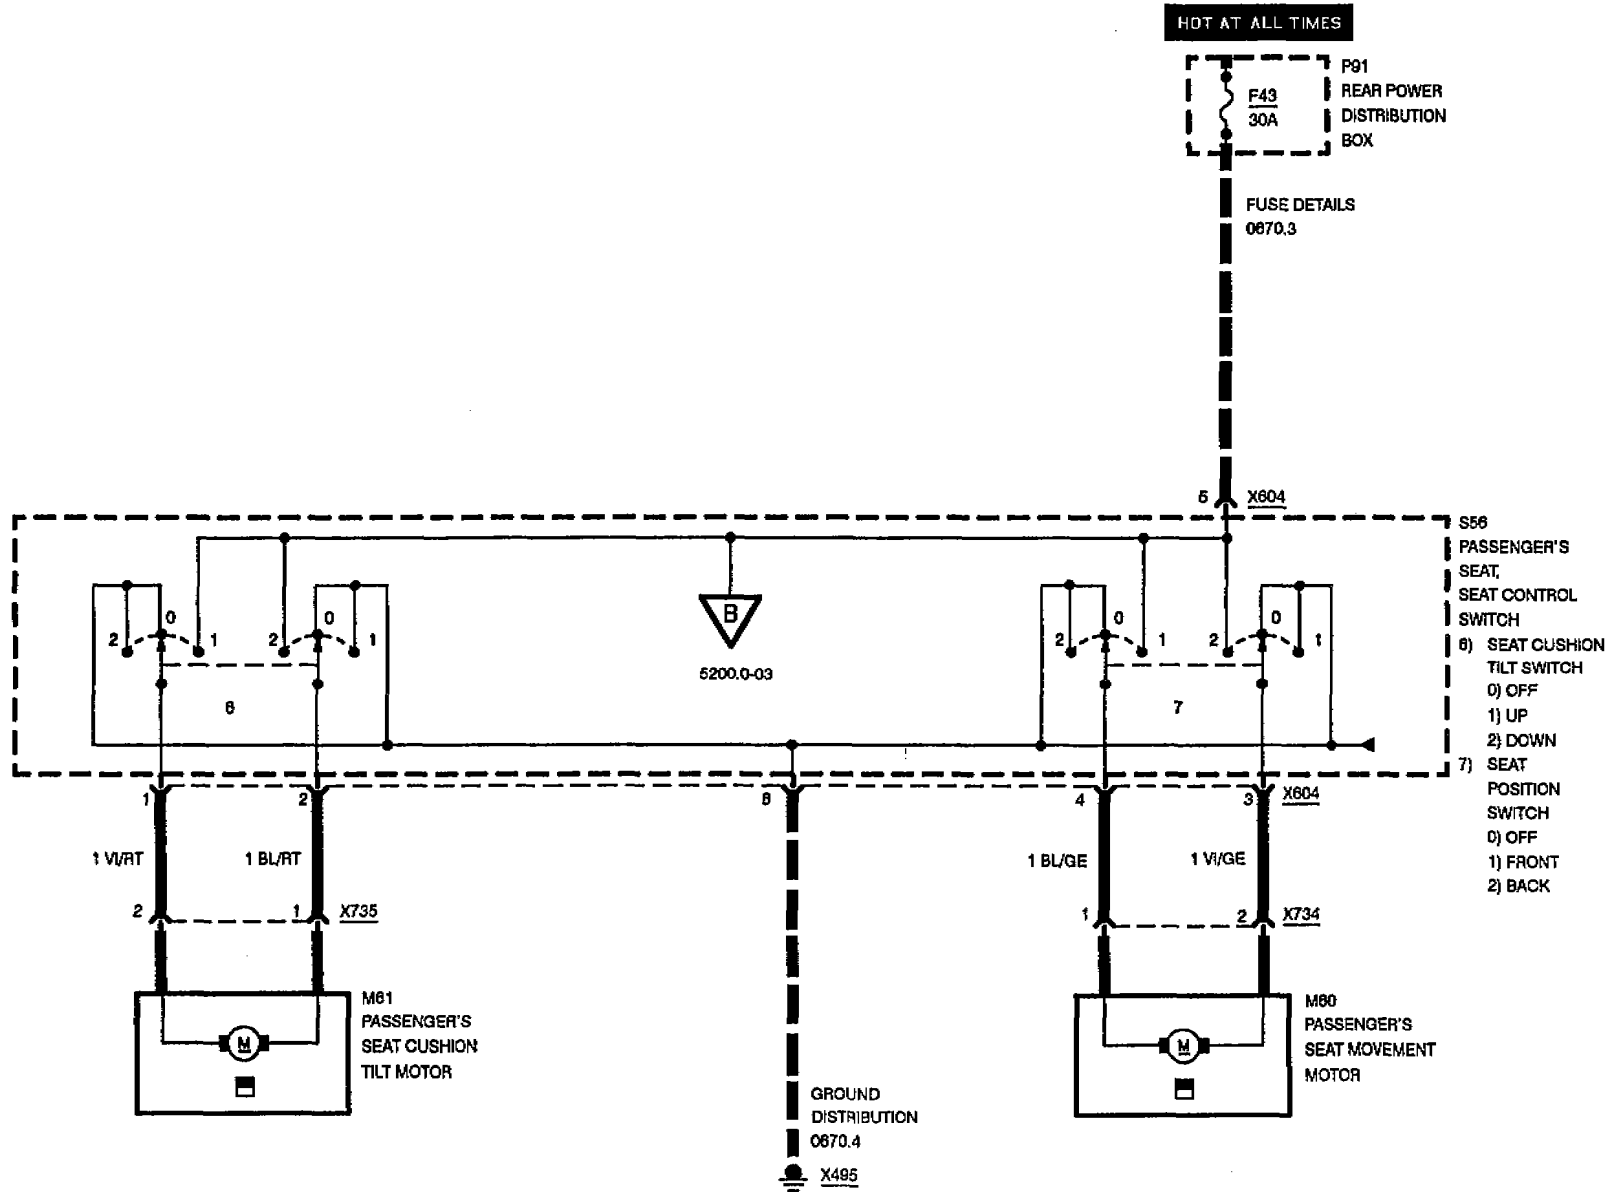 HOT AT ALL TIMES
P91
REAR POWER
DISTRIBUTION
BOX
F43
30A
FUSE DETAILS
0670.3
5
X604
S56
PASSENGER'S
SEAT,
SEAT CONTROL
SWITCH
6) SEAT CUSHION
TILT SWITCH
0) OFF
1) UP
2) DOWN
7) SEAT
POSITION
SWITCH
0) OFF
1) FRONT
2) BACK
2 0 1
2 0 1
6
B
5200.0-03
2 0 1
2 0 1
7
1
2
6
4
3
X604
1 VI/RT
1 BL/RT
1 BL/GE
1 VI/GE
2
1
X735
1
2
X734
M61
PASSENGER'S
SEAT CUSHION
TILT MOTOR
M
M60
PASSENGER'S
SEAT MOVEMENT
MOTOR
M
GROUND
DISTRIBUTION
0670.4
X495